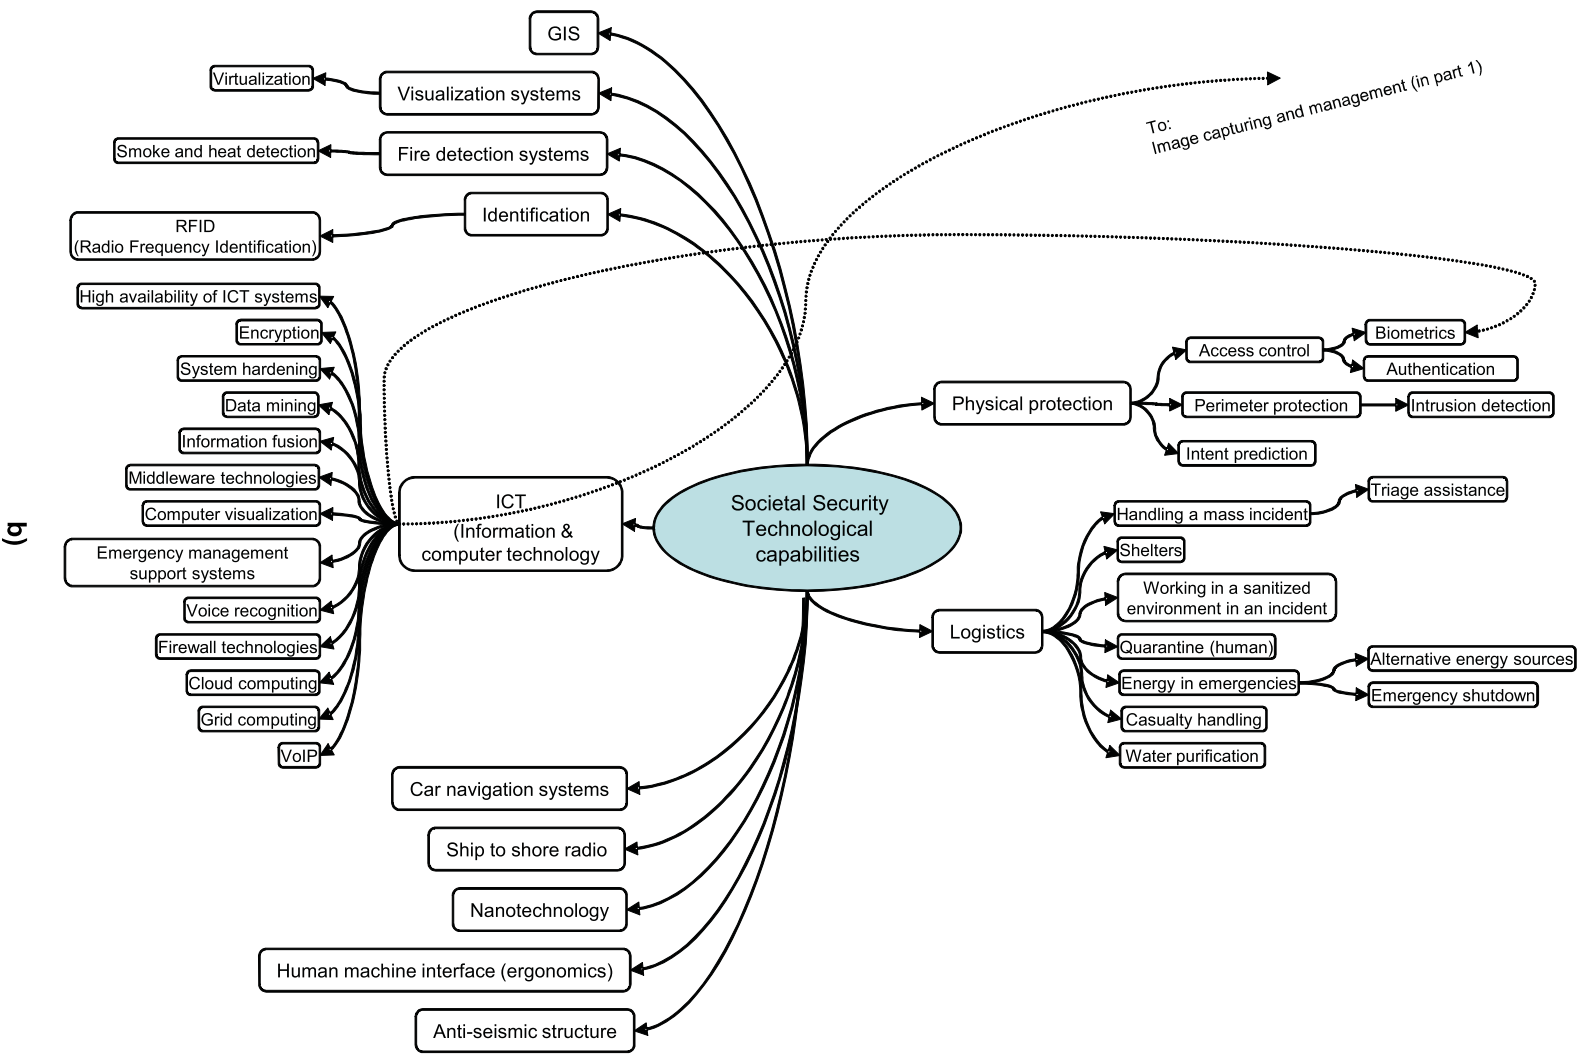 GIS
Virtualization
Visualization systems
Smoke and heat detection
Fire detection systems
Identification
RFID
(Radio Frequency Identification)
To:
Image capturing and management (in part 1)
High availability of ICT systems
Encryption
System hardening
Data mining
Information fusion
Middleware technologies
Computer visualization
Emergency management
support systems
Voice recognition
Firewall technologies
Cloud computing
Grid computing
VoIP
ICT
(Information &
computer technology
Societal Security
Technological
capabilities
Physical protection
Access control
Biometrics
Authentication
Perimeter protection
Intrusion detection
Intent prediction
Logistics
Handling a mass incident
Triage assistance
Shelters
Working in a sanitized
environment in an incident
Quarantine (human)
Energy in emergencies
Alternative energy sources
Emergency shutdown
Casualty handling
Water purification
Car navigation systems
Ship to shore radio
Nanotechnology
Human machine interface (ergonomics)
Anti-seismic structure
b)